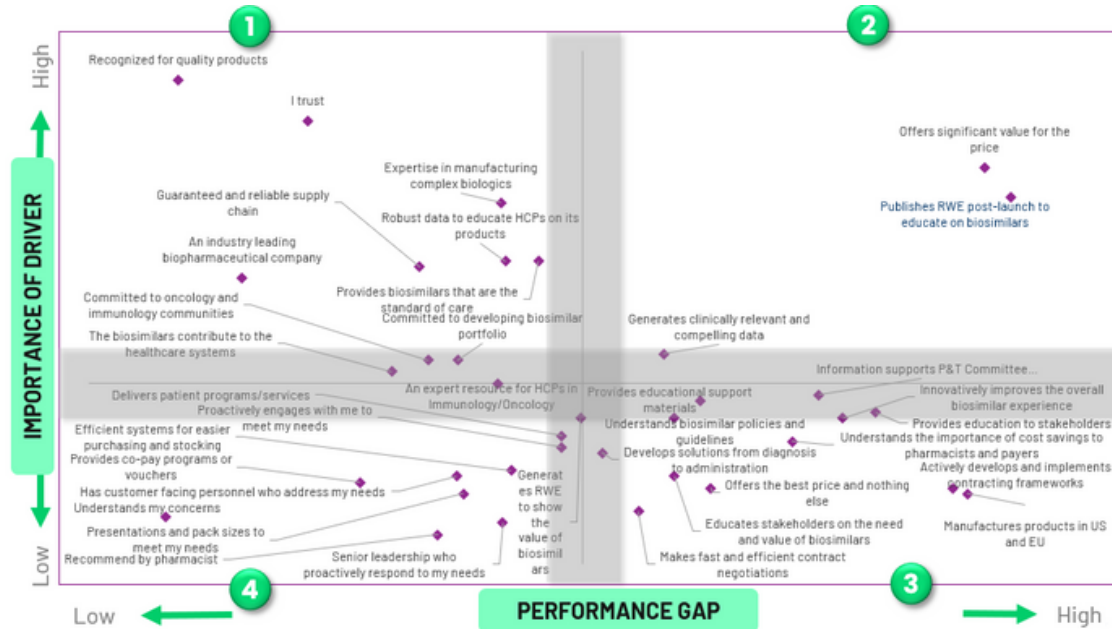 1
2
High
Recognized for quality products
I trust
Offers significant value for the
price
Expertise in manufacturing
complex biologics
Guaranteed and reliable supply
chain
Publishes RWE post-launch to
educate on biosimilars
Robust data to educate HCPs on its
products
An industry leading
biopharmaceutical company
Provides biosimilars that are the
standard of care
Committed to oncology and
immunology communities
Committed to developing biosimilar
portfolio
Generates clinically relevant and
compelling data
The biosimilars contribute to the
healthcare systems
IMPORTANCE OF DRIVER
Information supports P&T Committee...
An expert resource for HCPs in
Immunology/Oncology
Provides educational support
materials
Innovatively improves the overall
biosimilar experience
Delivers patient programs/services
Proactively engages with me to
meet my needs
Understands biosimilar policies and
guidelines
Provides education to stakeholders
Efficient systems for easier
purchasing and stocking
Understands the importance of cost savings to
pharmacists and payers
Develops solutions from diagnosis
to administration
Provides co-pay programs or
vouchers
Actively develops and implements
contracting frameworks
Has customer facing personnel who address my needs
Generat
es RWE
to show
the
value of
biosimil
ars
Offers the best price and nothing
else
Understands my concerns
Presentations and pack sizes to
meet my needs
Educates stakeholders on the need
and value of biosimilars
Manufactures products in US
and EU
Recommend by pharmacist
Senior leadership who
proactively respond to my needs
Makes fast and efficient contract
negotiations
Low
4
3
Low
PERFORMANCE GAP
High